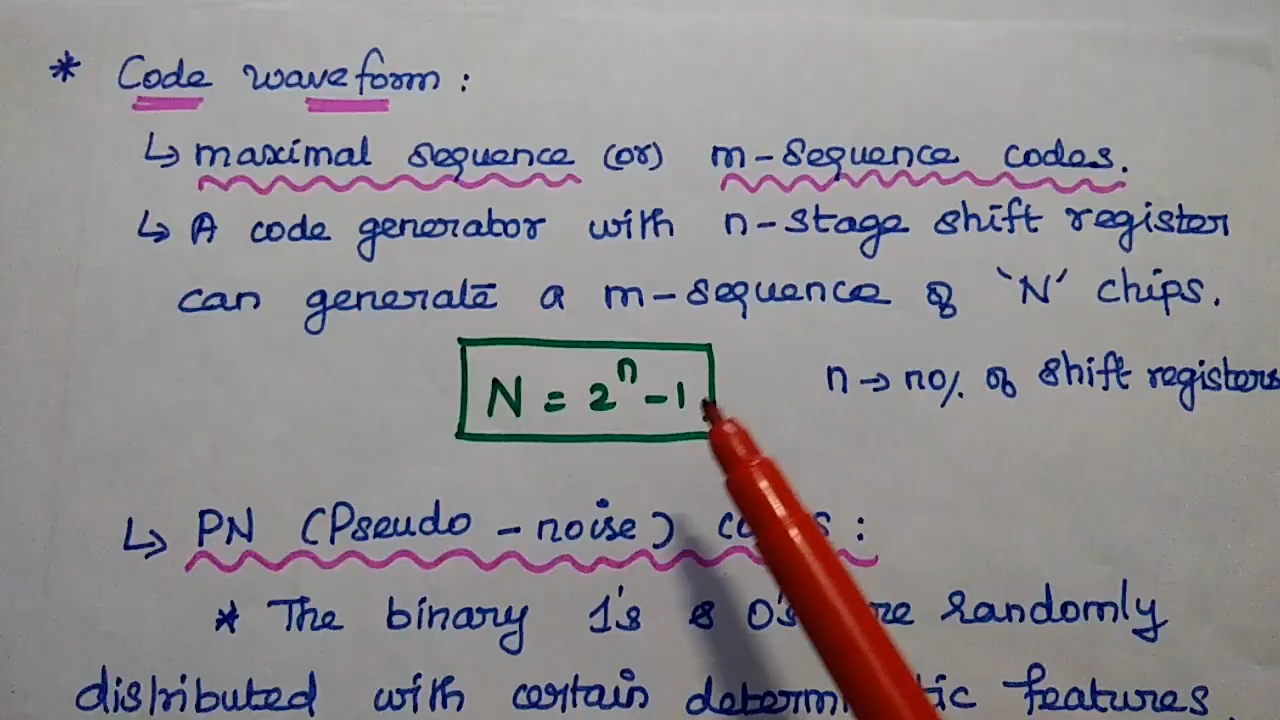 * Code waveform :
↳ maximal sequence (or) m-sequence codes.
↳ A code generator with n-stage shift register
can generate a m-sequence of 'N' chips.
N = 2ⁿ - 1
n → no/. of shift registers
↳ PN (Pseudo - noise) :
* The binary 1's & 0's randomly
distributed with certain features.